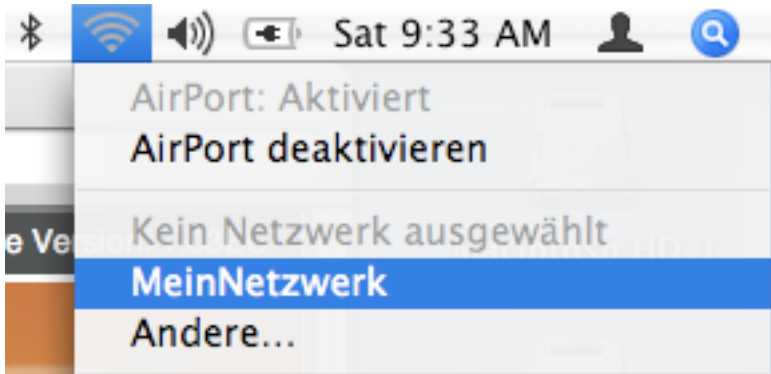 Sat 9:33 AM
AirPort: Aktiviert
AirPort deaktivieren
Kein Netzwerk ausgewählt
MeinNetzwerk
Andere...